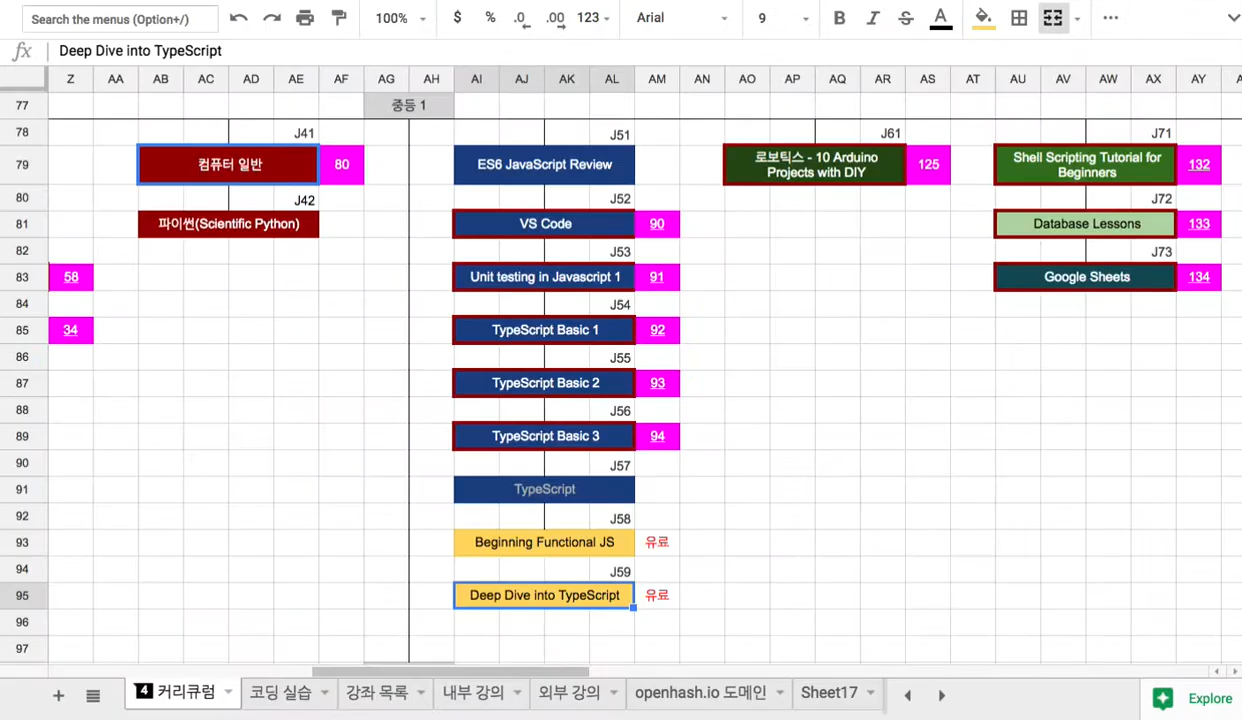 Search the menus (Option+/)
100%
$ % .0 .00 123
Arial
9
B I S A
fx Deep Dive into TypeScript
Z AA AB AC AD AE AF AG AH AI AJ AK AL AM AN AO AP AQ AR AS AT AU AV AW AX AY
77 중등 1
78 J41 J51 J61 J71
79 컴퓨터 일반 80 ES6 JavaScript Review 로보틱스 - 10 Arduino Projects with DIY 125 Shell Scripting Tutorial for Beginners 132
80 J42 J52 J72
81 파이썬(Scientific Python) VS Code 90 Database Lessons 133
82 J53 J73
83 58 Unit testing in Javascript 1 91 Google Sheets 134
84 J54
85 34 TypeScript Basic 1 92
86 J55
87 TypeScript Basic 2 93
88 J56
89 TypeScript Basic 3 94
90 J57
91 TypeScript
92 J58
93 Beginning Functional JS 유료
94 J59
95 Deep Dive into TypeScript 유료
96
97
4 커리큐럼 코딩 실습 강좌 목록 내부 강의 외부 강의 openhash.io 도메인 Sheet17 Explore